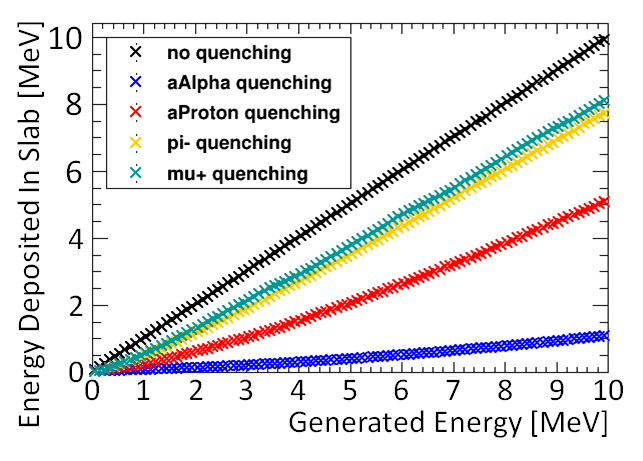 Energy Deposited In Slab [MeV]
10
8
6
4
2
0
no quenching
aAlpha quenching
aProton quenching
pi- quenching
mu+ quenching
0 1 2 3 4 5 6 7 8 9 10
Generated Energy [MeV]